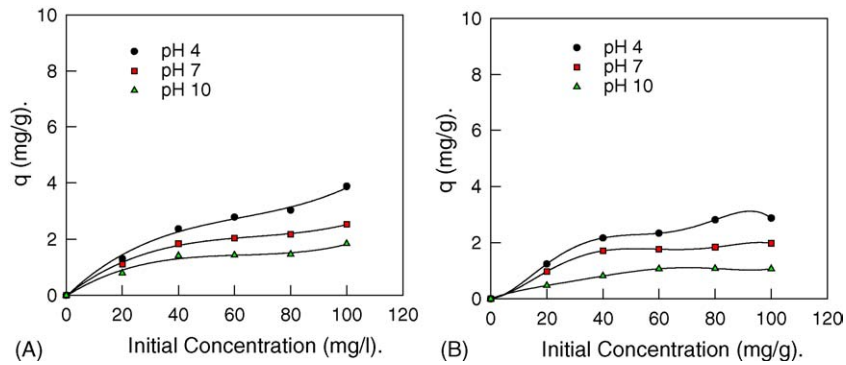 10
8
6
4
2
0
q (mg/g).
pH 4
pH 7
pH 10
0 20 40 60 80 100 120
Initial Concentration (mg/l).
(A)
10
8
6
4
2
0
q (mg/g).
pH 4
pH 7
pH 10
0 20 40 60 80 100 120
Initial Concentration (mg/g).
(B)